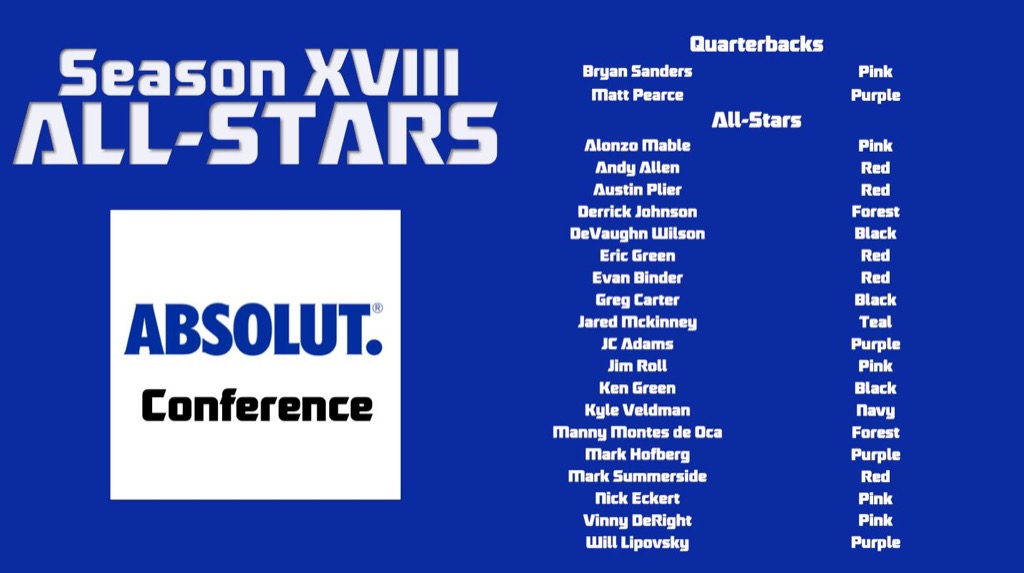 Season XVIII
ALL-STARS
ABSOLUT.®
Conference
Quarterbacks
Bryan Sanders Pink
Matt Pearce Purple
All-Stars
Alonzo Mable Pink
Andy Allen Red
Austin Plier Red
Derrick Johnson Forest
DeVaughn Wilson Black
Eric Green Red
Evan Binder Red
Greg Carter Black
Jared Mckinney Teal
JC Adams Purple
Jim Roll Pink
Ken Green Black
Kyle Veldman Navy
Manny Montes de Oca Forest
Mark Hofberg Purple
Mark Summerside Red
Nick Eckert Pink
Vinny DeRight Pink
Will Lipovsky Purple